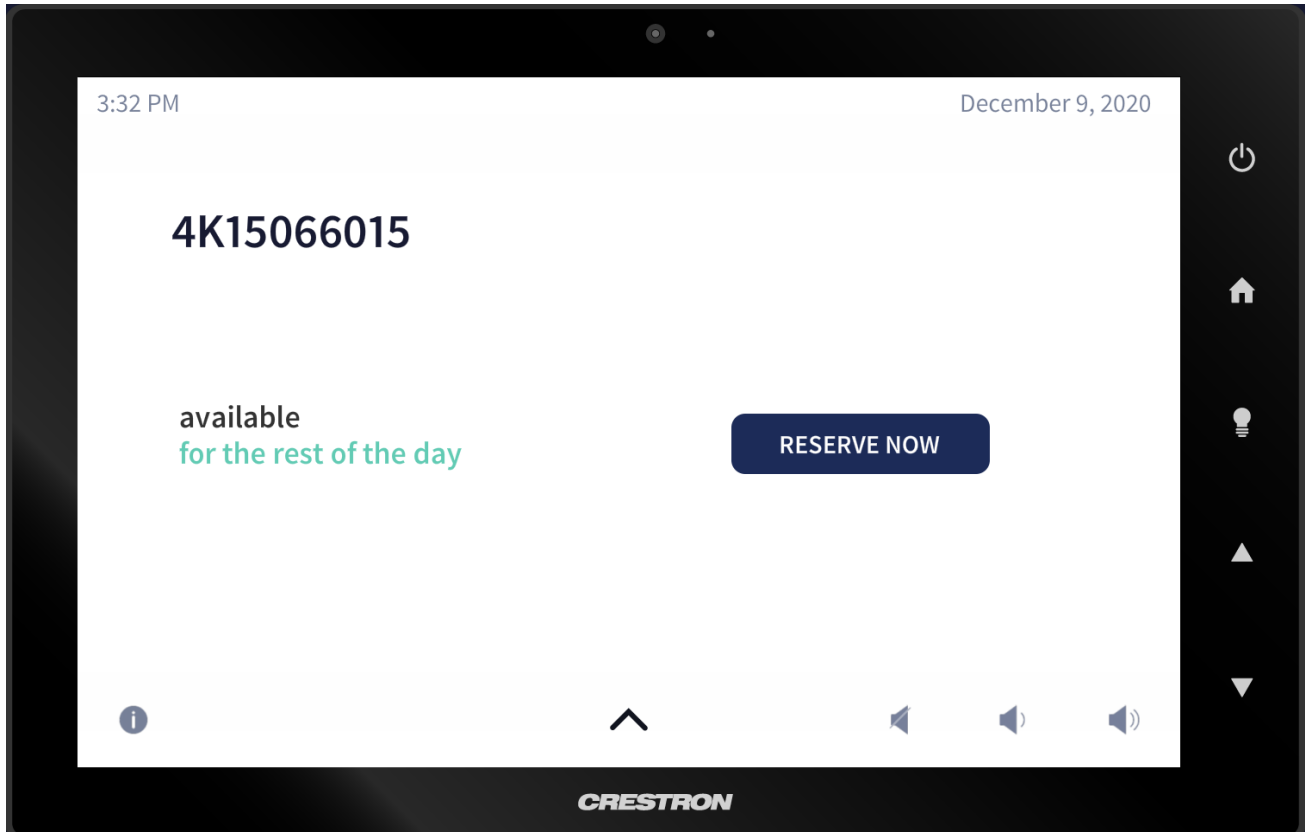 3:32 PM
December 9, 2020
4K15066015
available
for the rest of the day
RESERVE NOW
CRESTRON